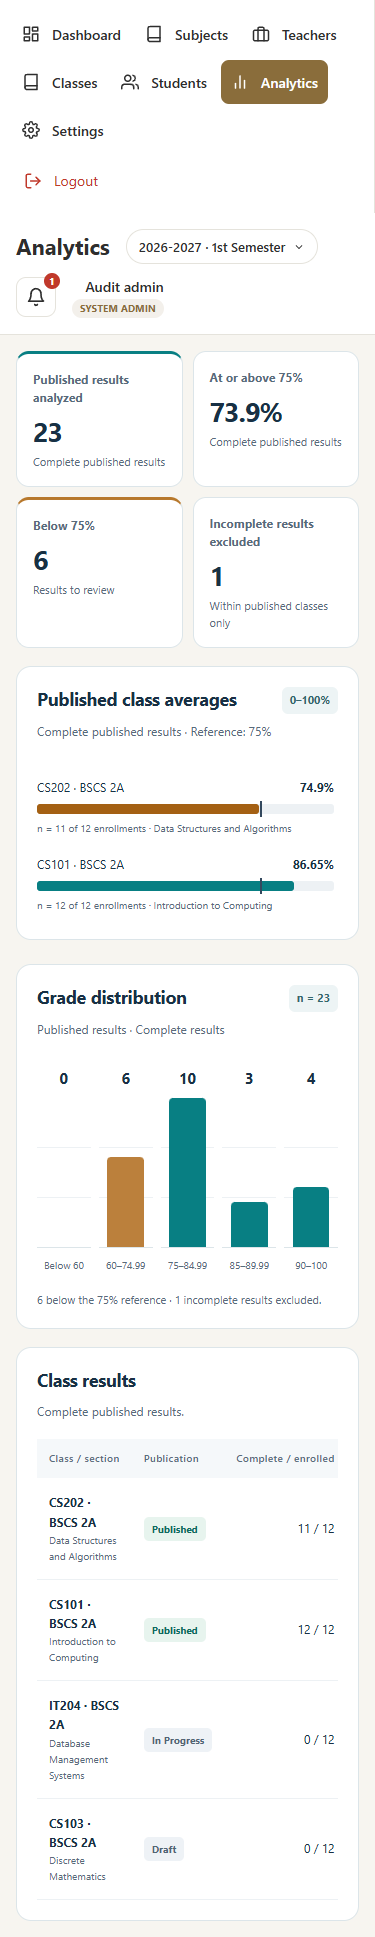 Dashboard
Subjects
Teachers
Classes
Students
Analytics
Settings
Logout
Analytics
2026-2027 · 1st Semester
1
Audit admin
SYSTEM ADMIN
Published results
analyzed
23
Complete published results
At or above 75%
73.9%
Complete published results
Below 75%
6
Results to review
Incomplete results
excluded
1
Within published classes
only
Published class averages
0–100%
Complete published results · Reference: 75%
CS202 · BSCS 2A
74.9%
n = 11 of 12 enrollments · Data Structures and Algorithms
CS101 · BSCS 2A
86.65%
n = 12 of 12 enrollments · Introduction to Computing
Grade distribution
n = 23
Published results · Complete results
0
6
10
3
4
Below 60
60–74.99
75–84.99
85–89.99
90–100
6 below the 75% reference · 1 incomplete results excluded.
Class results
Complete published results.
Class / section
Publication
Complete / enrolled
CS202 ·
BSCS 2A
Data Structures
and Algorithms
Published
11 / 12
CS101 ·
BSCS 2A
Introduction to
Computing
Published
12 / 12
IT204 · BSCS
2A
Database
Management
Systems
In Progress
0 / 12
CS103 ·
BSCS 2A
Discrete
Mathematics
Draft
0 / 12